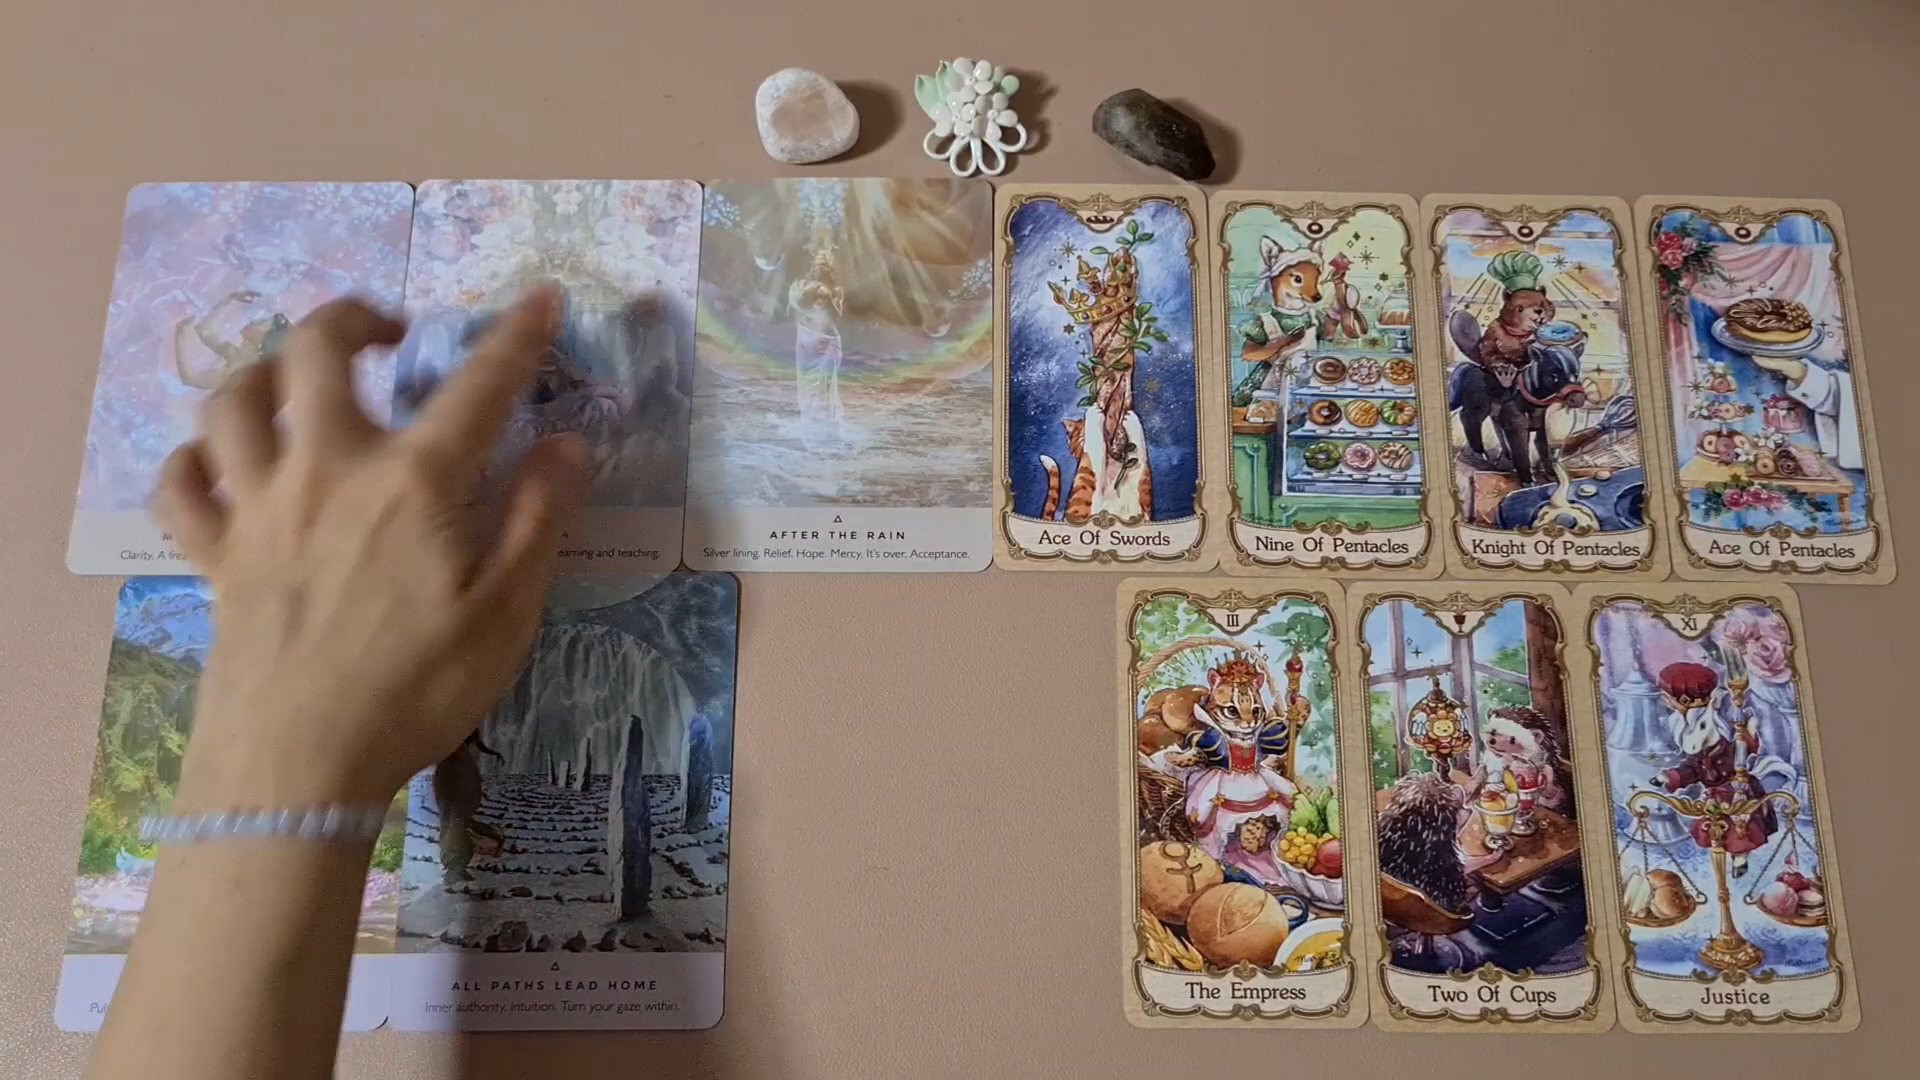 Clarity. A
earning and teaching.
AFTER THE RAIN
Silver lining. Relief. Hope. Mercy. It's over. Acceptance.
Ace Of Swords
Nine Of Pentacles
Knight Of Pentacles
Ace Of Pentacles
ALL PATHS LEAD HOME
Inner authority. Intuition. Turn your gaze within.
III
The Empress
Two Of Cups
XI
Justice